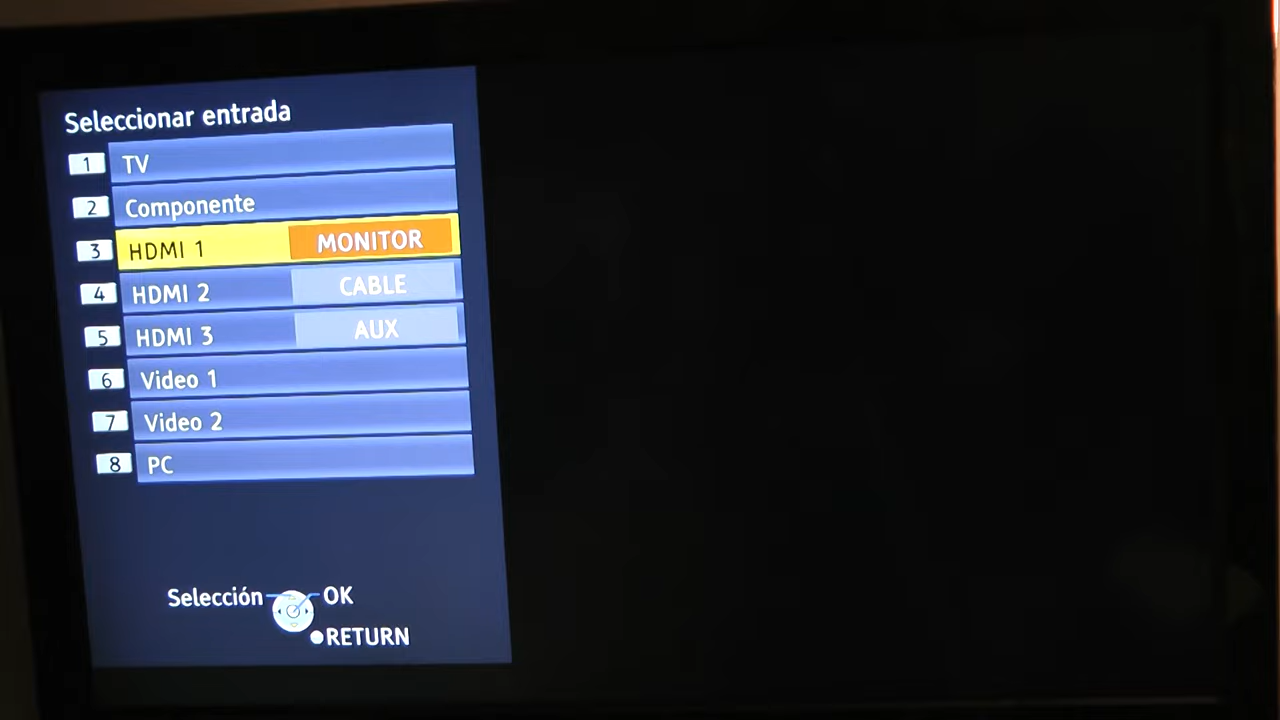 Seleccionar entrada
1 TV
2 Componente
3 HDMI 1 MONITOR
4 HDMI 2 CABLE
5 HDMI 3 AUX
6 Video 1
7 Video 2
8 PC
Selección OK
RETURN